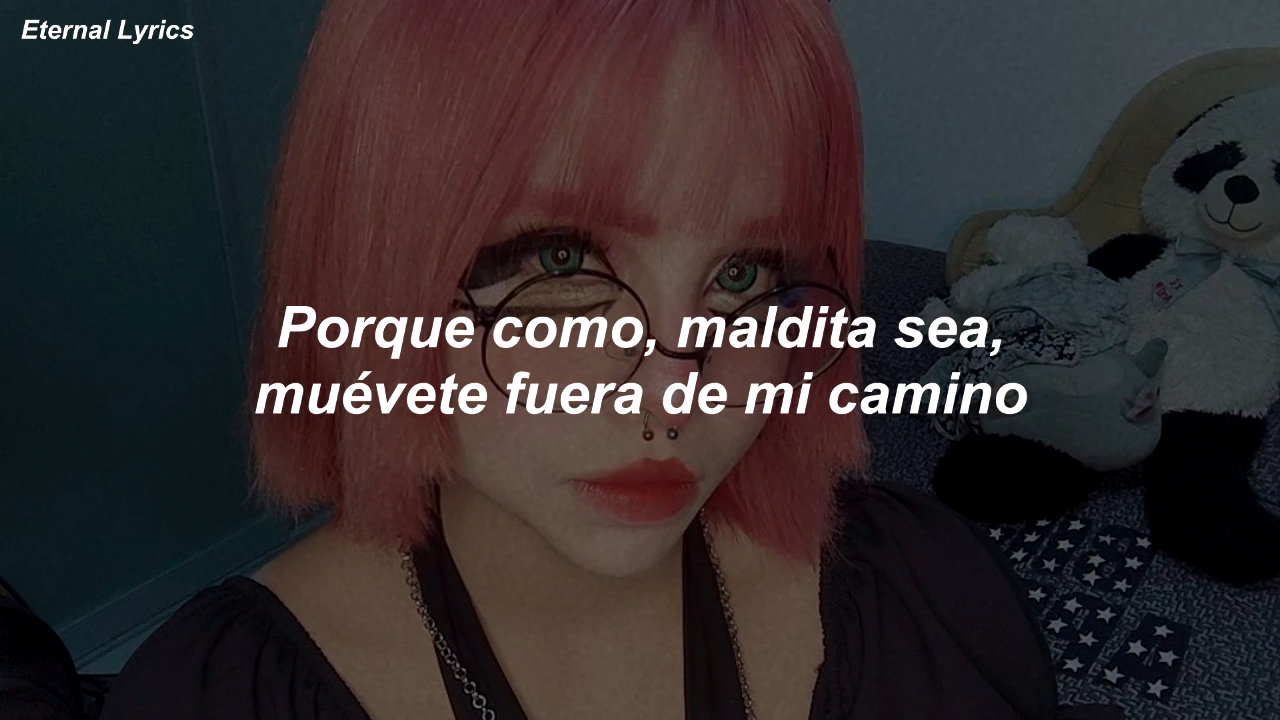 Eternal Lyrics
Porque como, maldita sea,
muévete fuera de mi camino